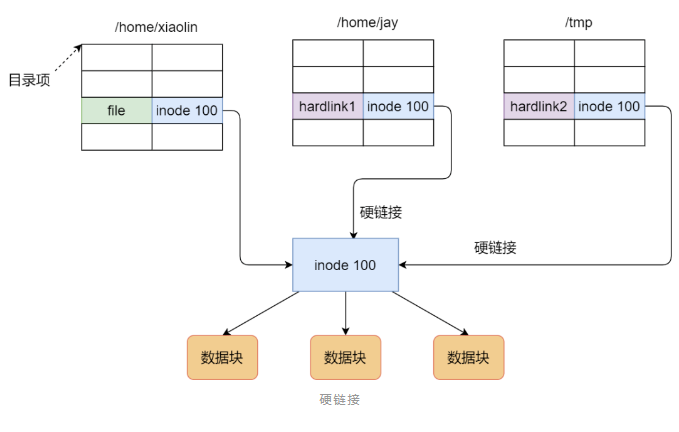 /home/xiaolin
/home/jay
/tmp
目录项
file
inode 100
hardlink1
inode 100
hardlink2
inode 100
硬链接
硬链接
inode 100
数据块
数据块
数据块
硬链接